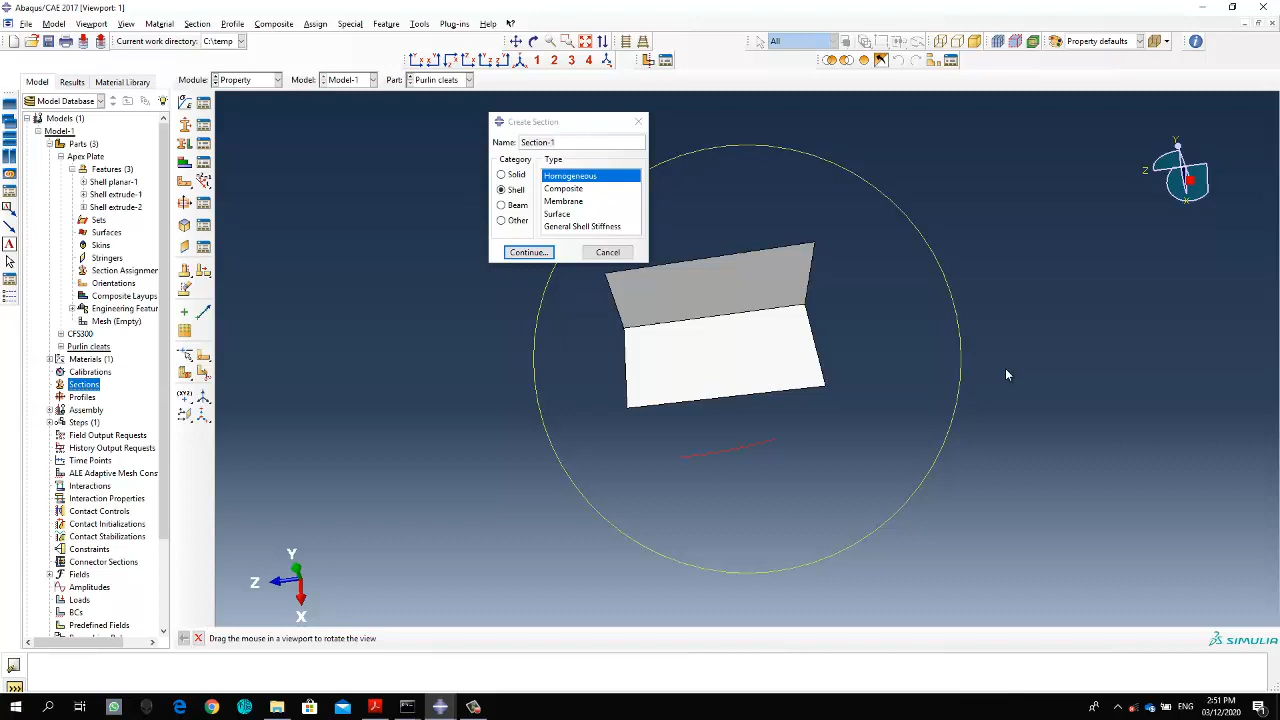 Abaqus/CAE 2017 [Viewport: 1]
File Model Viewport View Material Section Profile Composite Assign Special Feature Tools Plug-ins Help
Current work directory: C:\temp All Property defaults
1 2 3 4
Model Results Material Library Module: Property Model: Model-1 Part: Purlin cleats
Model Database
Models (1)
Model-1
Parts (3)
Apex Plate
Features (3)
Shell planar-1
Shell extrude-1
Shell extrude-2
Sets
Surfaces
Skins
Stringers
Section Assignme
Orientations
Composite Layups
Engineering Featur
Mesh (Empty)
CFS300
Purlin cleats
Materials (1)
Calibrations
Sections
Profiles
Assembly
Steps (1)
Field Output Requests
History Output Requests
Time Points
ALE Adaptive Mesh Cons
Interactions
Interaction Properties
Contact Controls
Contact Initializations
Contact Stabilizations
Constraints
Connector Sections
Fields
Amplitudes
Loads
BCs
Predefined Fields
Create Section
Name: Section-1
Category Type
Solid
Shell
Beam
Other
Homogeneous
Composite
Membrane
Surface
General Shell Stiffness
Continue... Cancel
Y
Z
X
Y
Z
X
Drag the mouse in a viewport to rotate the view
SIMULIA
ENG
2:51 PM
03/12/2020